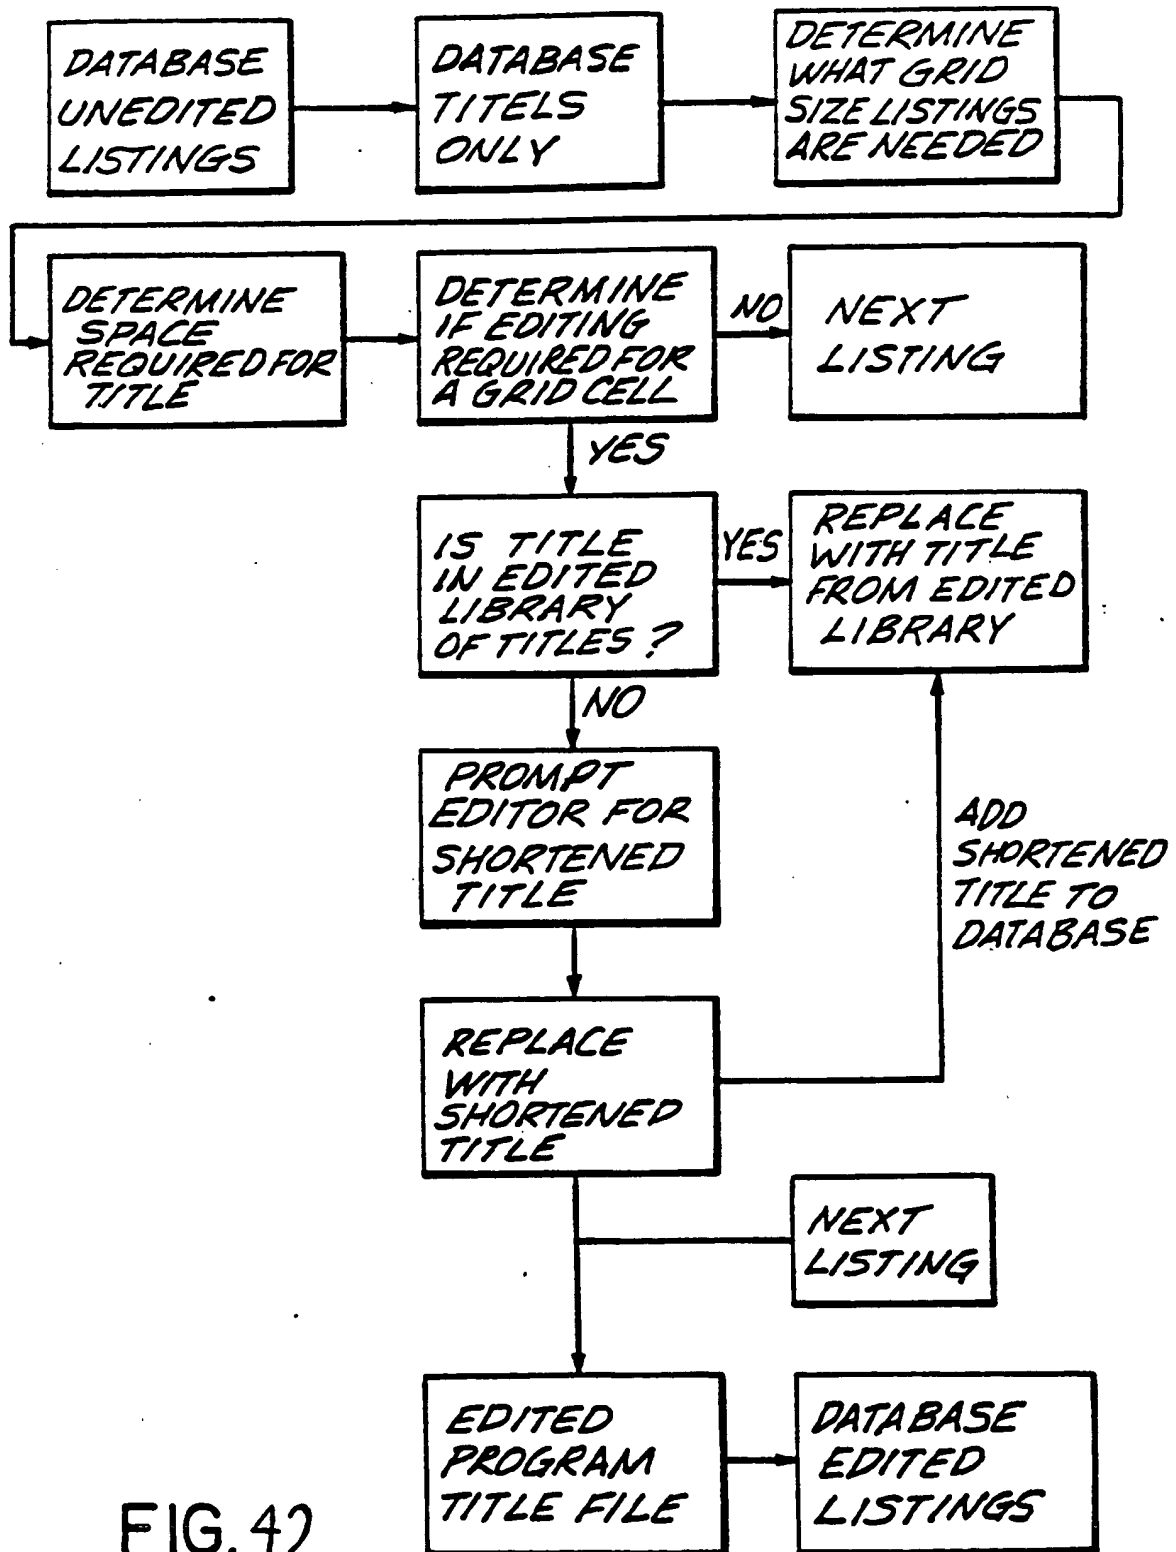 DATABASE
UNEDITED
LISTINGS
DATABASE
TITELS
ONLY
DETERMINE
WHAT GRID
SIZE LISTINGS
ARE NEEDED
DETERMINE
SPACE
REQUIRED FOR
TITLE
DETERMINE
IF EDITING
REQUIRED FOR
A GRID CELL
NO
NEXT
LISTING
YES
IS TITLE
IN EDITED
LIBRARY
OF TITLES?
YES
REPLACE
WITH TITLE
FROM EDITED
LIBRARY
NO
PROMPT
EDITOR FOR
SHORTENED
TITLE
ADD
SHORTENED
TITLE TO
DATABASE
REPLACE
WITH
SHORTENED
TITLE
NEXT
LISTING
EDITED
PROGRAM
TITLE FILE
DATABASE
EDITED
LISTINGS
FIG. 42